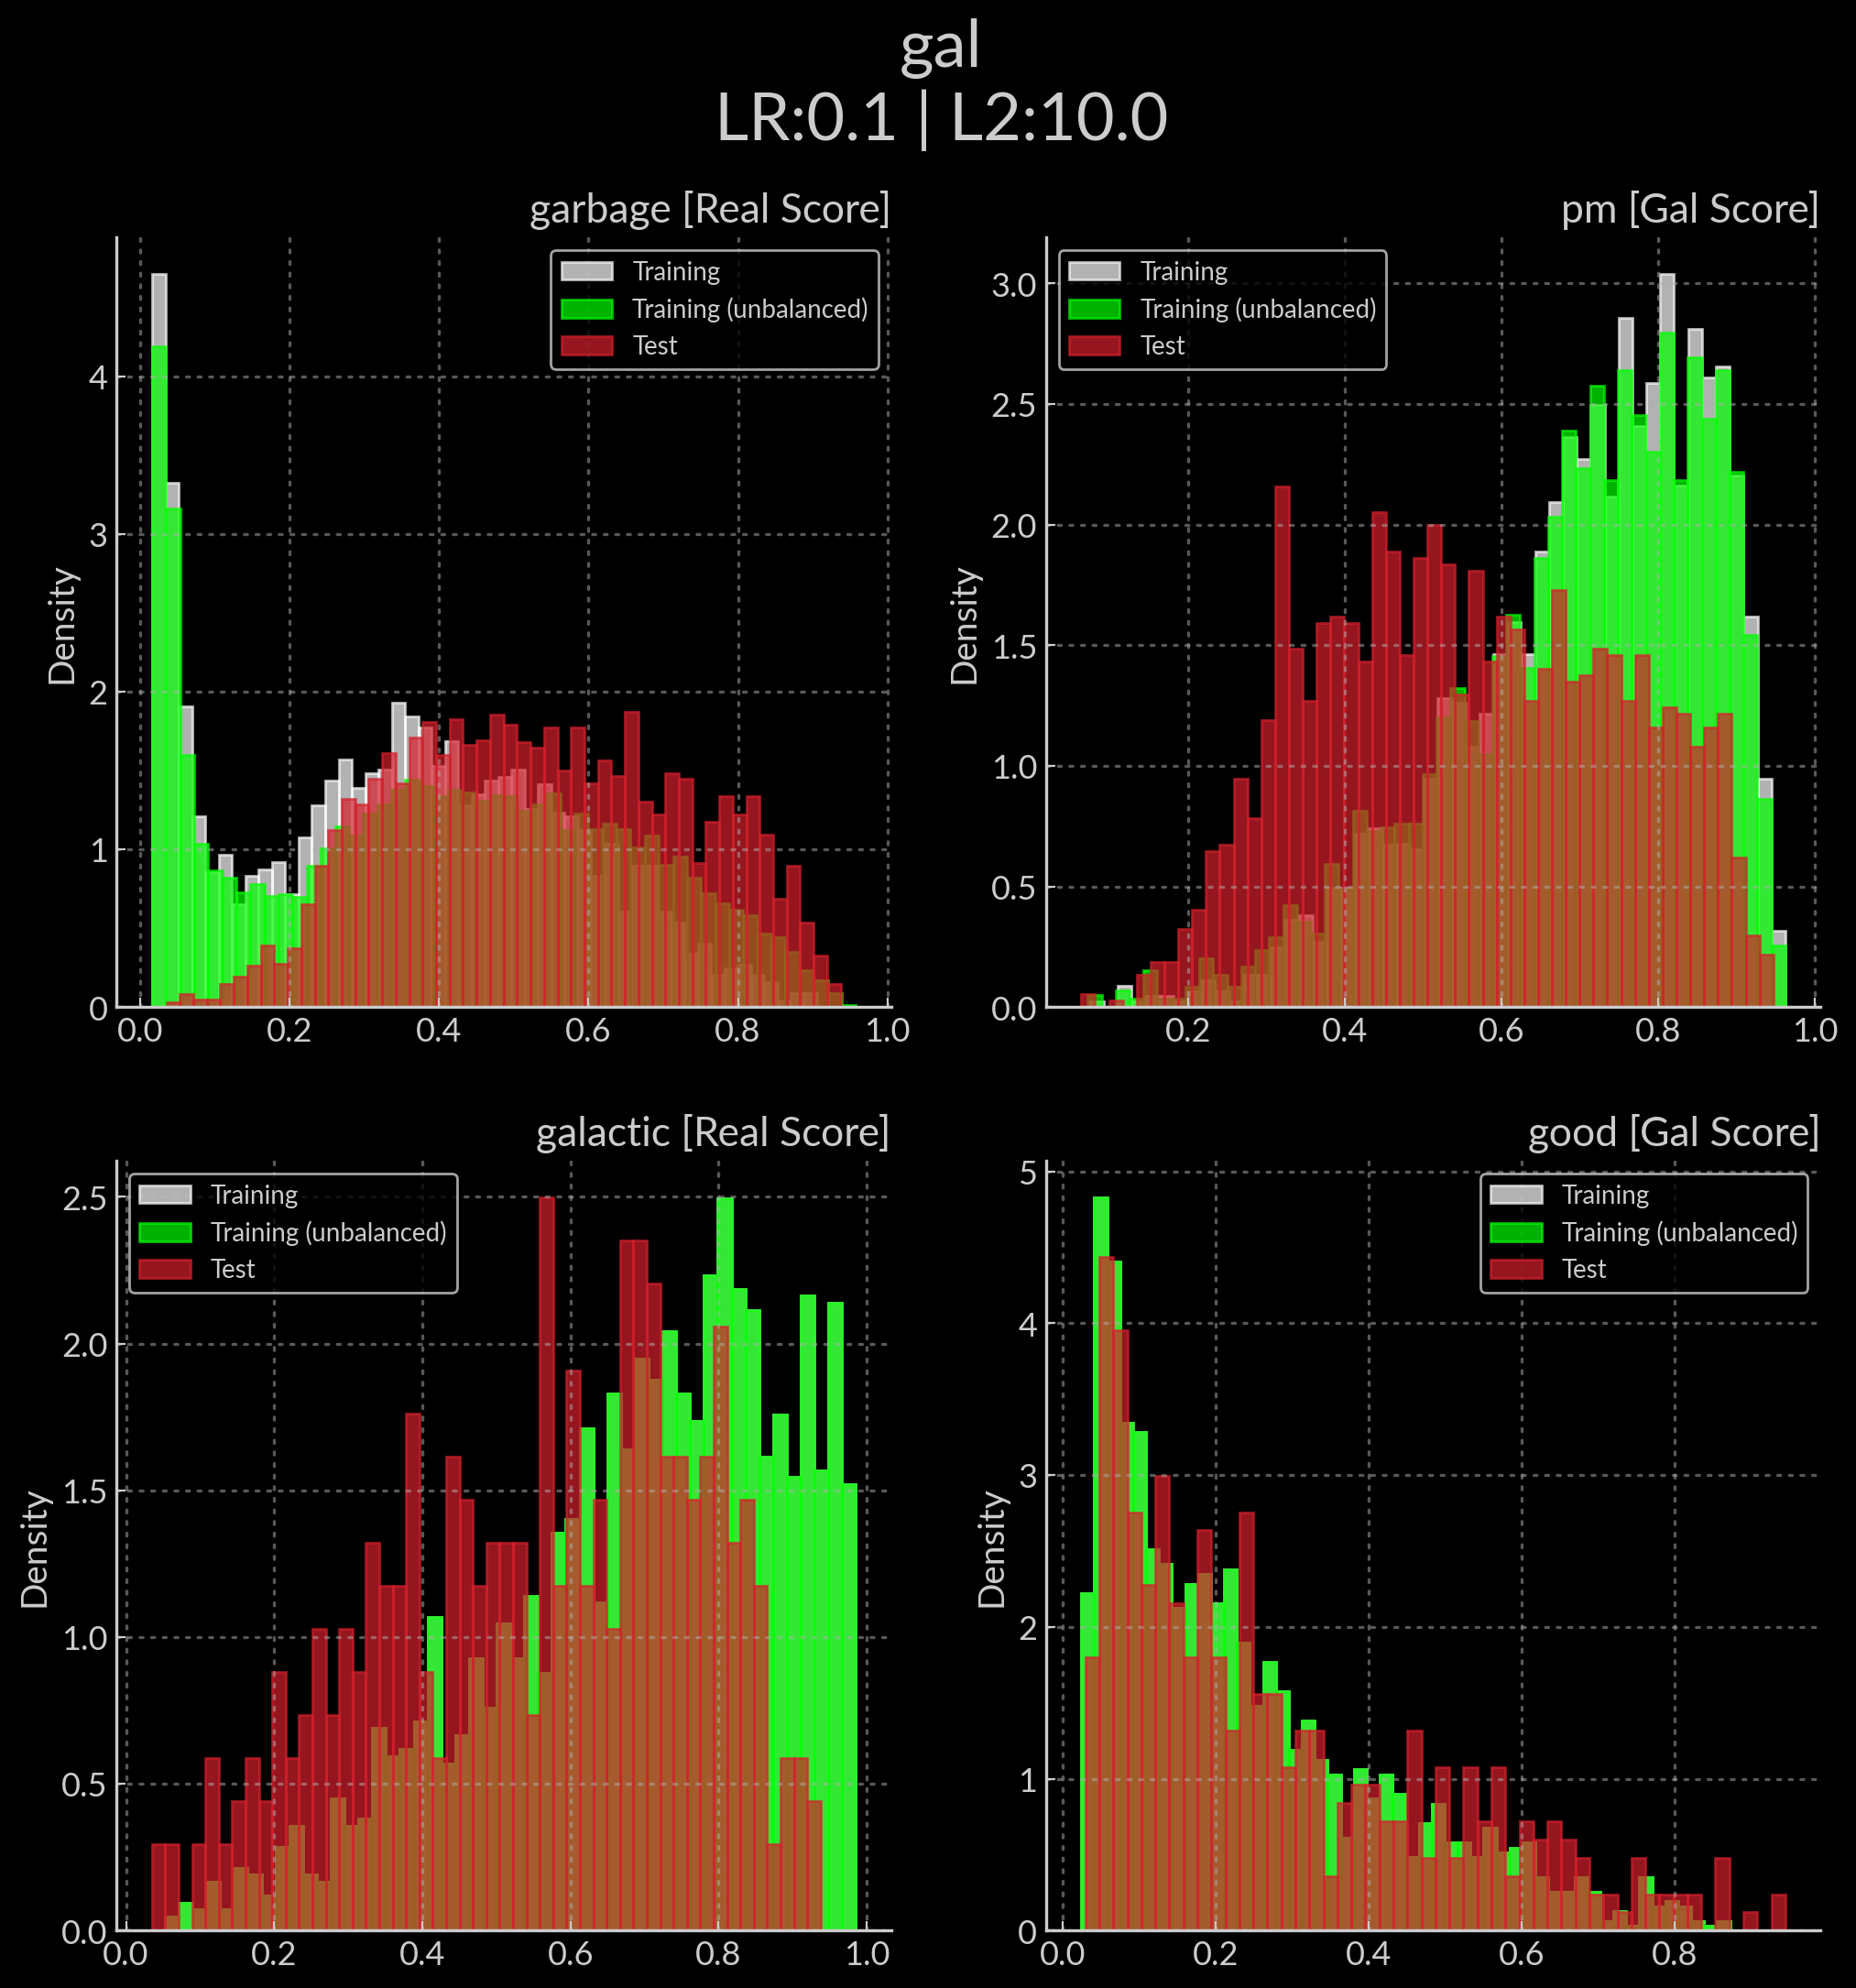 gal
LR:0.1 | L2:10.0
garbage [Real Score]
Training
Training (unbalanced)
Test
Density
4
3
2
1
0
0.0 0.2 0.4 0.6 0.8 1.0
pm [Gal Score]
Training
Training (unbalanced)
Test
Density
3.0
2.5
2.0
1.5
1.0
0.5
0.0
0.2 0.4 0.6 0.8 1.0
galactic [Real Score]
Training
Training (unbalanced)
Test
Density
2.5
2.0
1.5
1.0
0.5
0.0
0.0 0.2 0.4 0.6 0.8 1.0
good [Gal Score]
Training
Training (unbalanced)
Test
Density
5
4
3
2
1
0
0.0 0.2 0.4 0.6 0.8